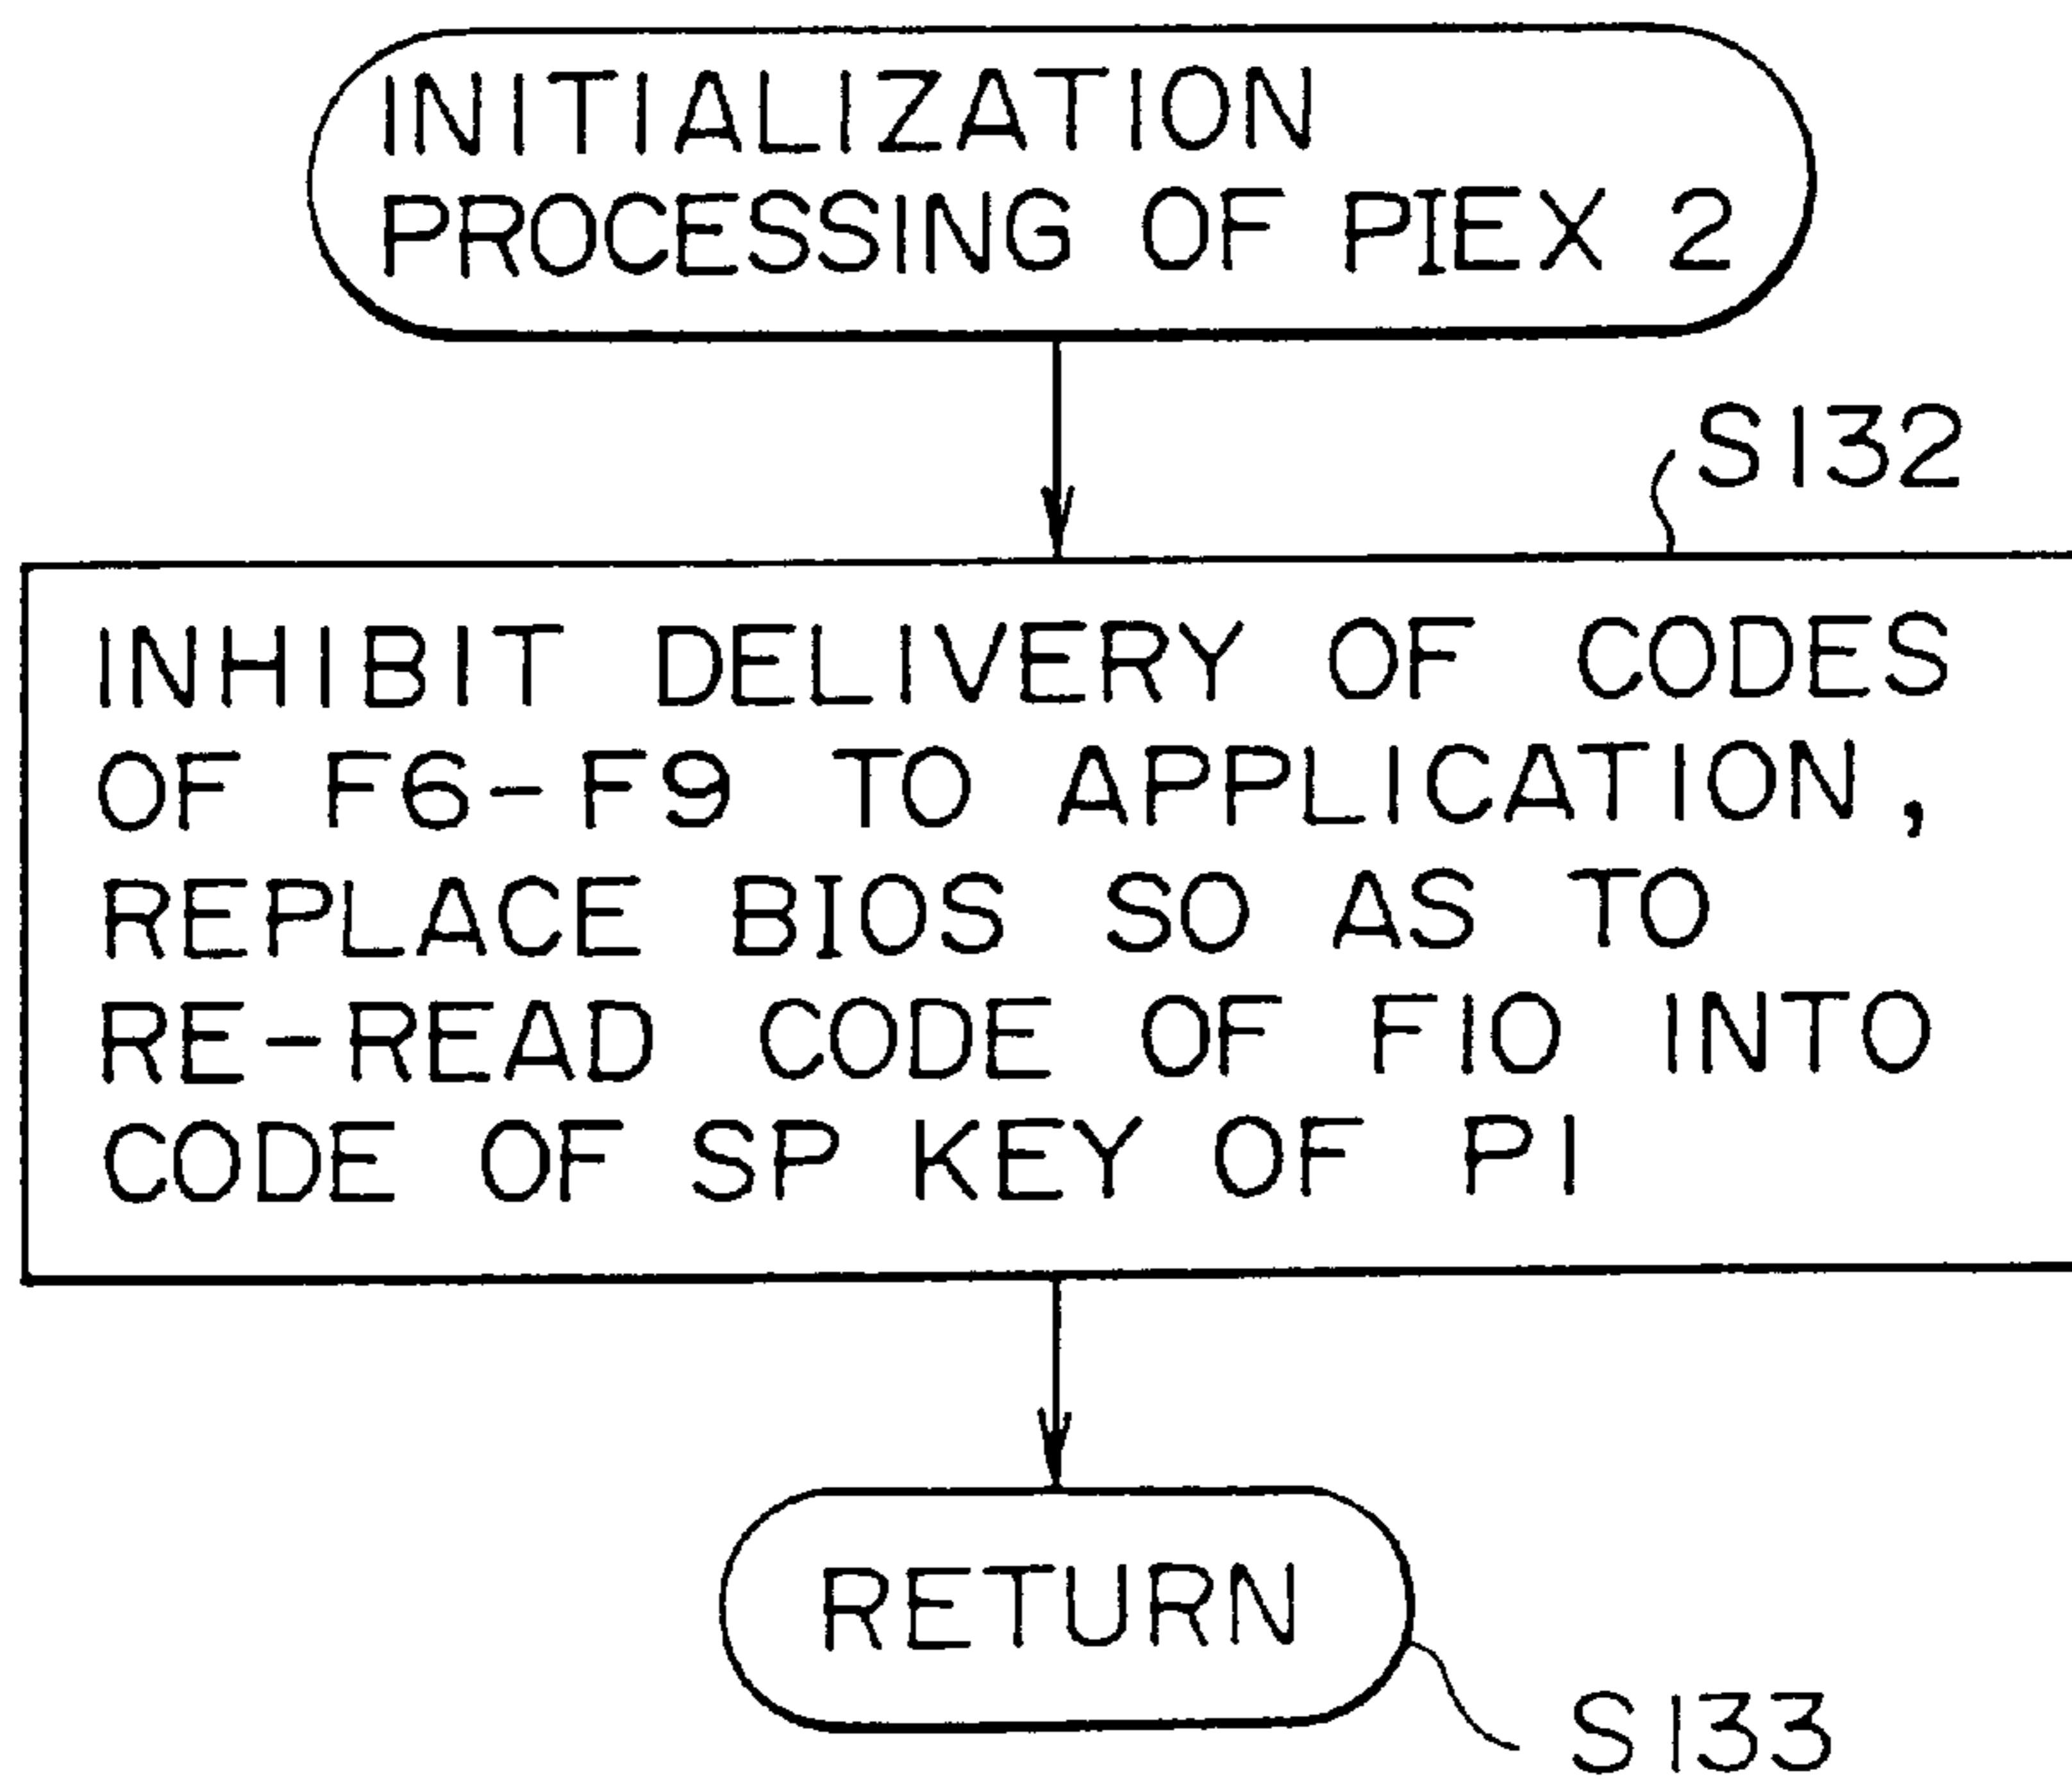 INITIALIZATION
PROCESSING OF PIEX 2
S132
INHIBIT DELIVERY OF CODES
OF F6-F9 TO APPLICATION,
REPLACE BIOS SO AS TO
RE-READ CODE OF F10 INTO
CODE OF SP KEY OF P1
RETURN
S133